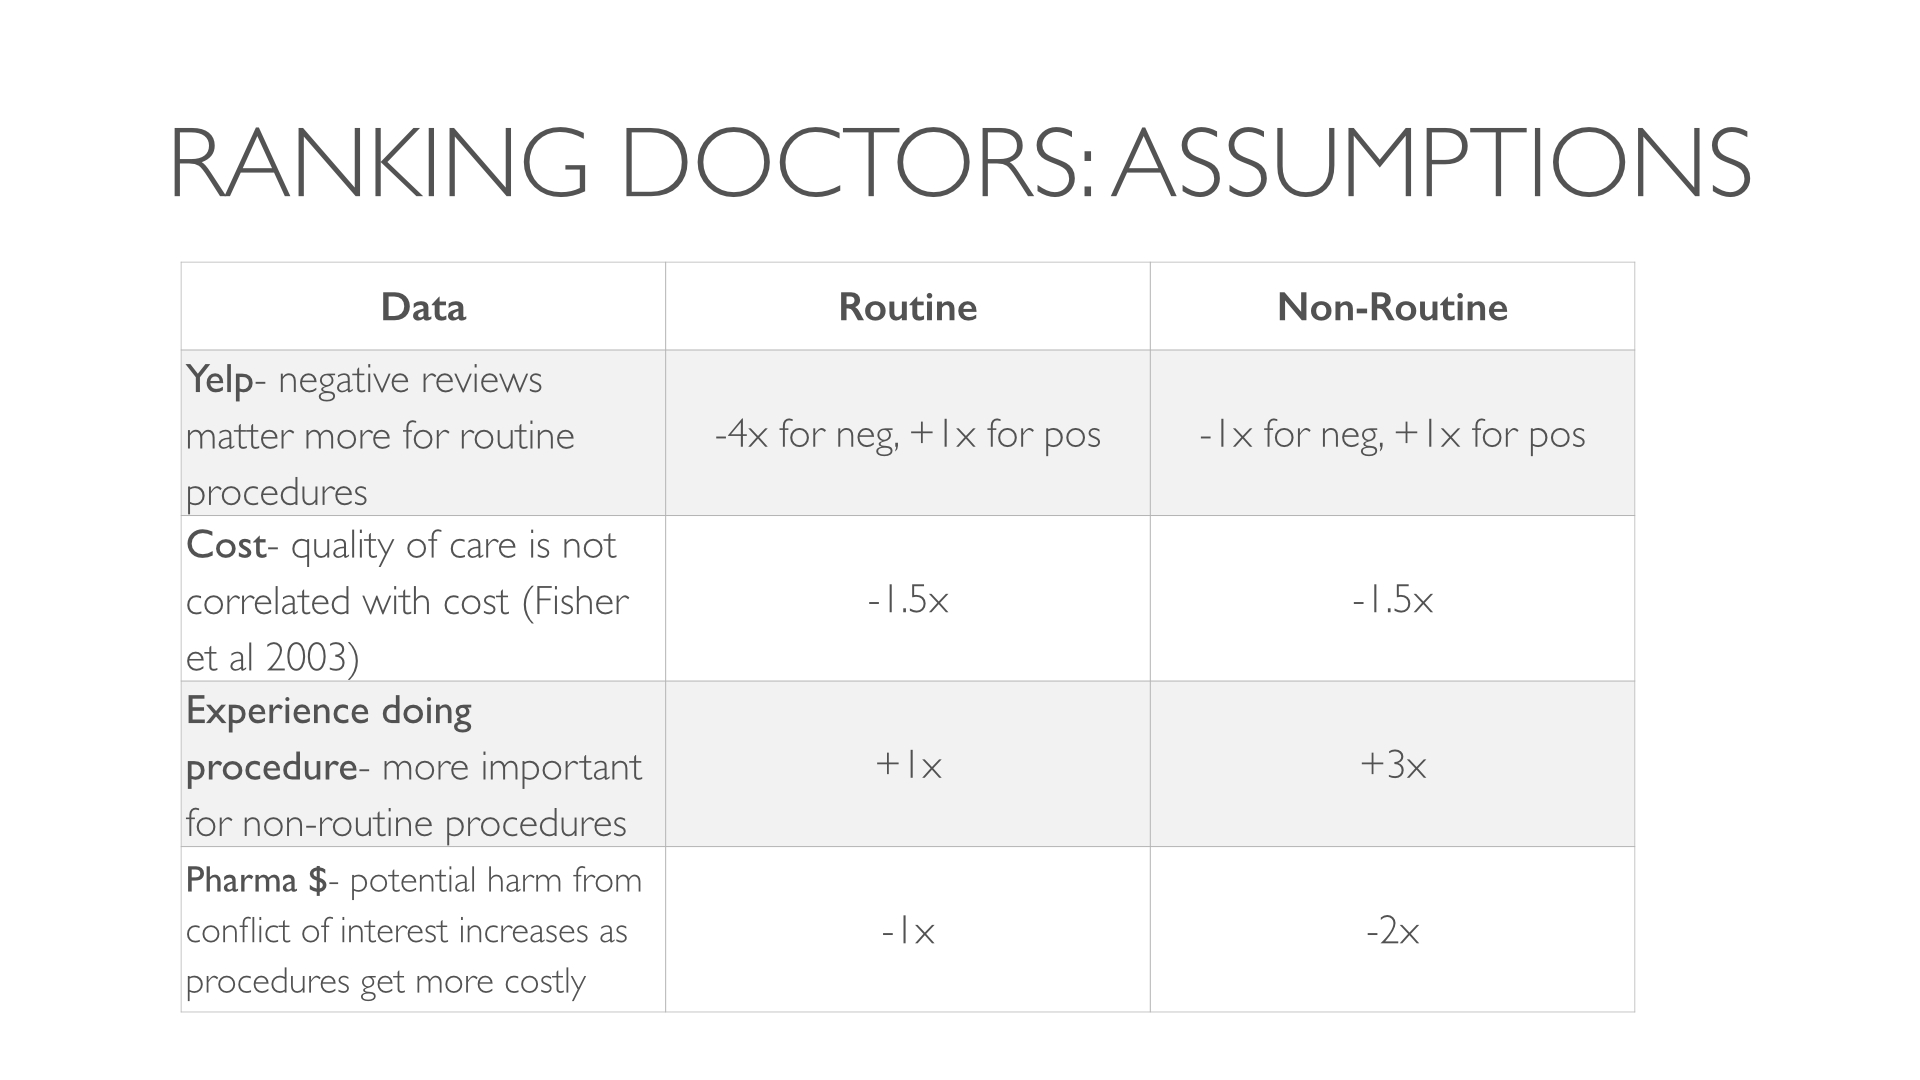 RANKING DOCTORS: ASSUMPTIONS
Data
Routine
Non-Routine
Yelp- negative reviews
matter more for routine
procedures
-4x for neg, +1x for pos
-1x for neg, +1x for pos
Cost- quality of care is not
correlated with cost (Fisher
et al 2003)
-1.5x
-1.5x
Experience doing
procedure- more important
for non-routine procedures
+1x
+3x
Pharma $- potential harm from
conflict of interest increases as
procedures get more costly
-1x
-2x